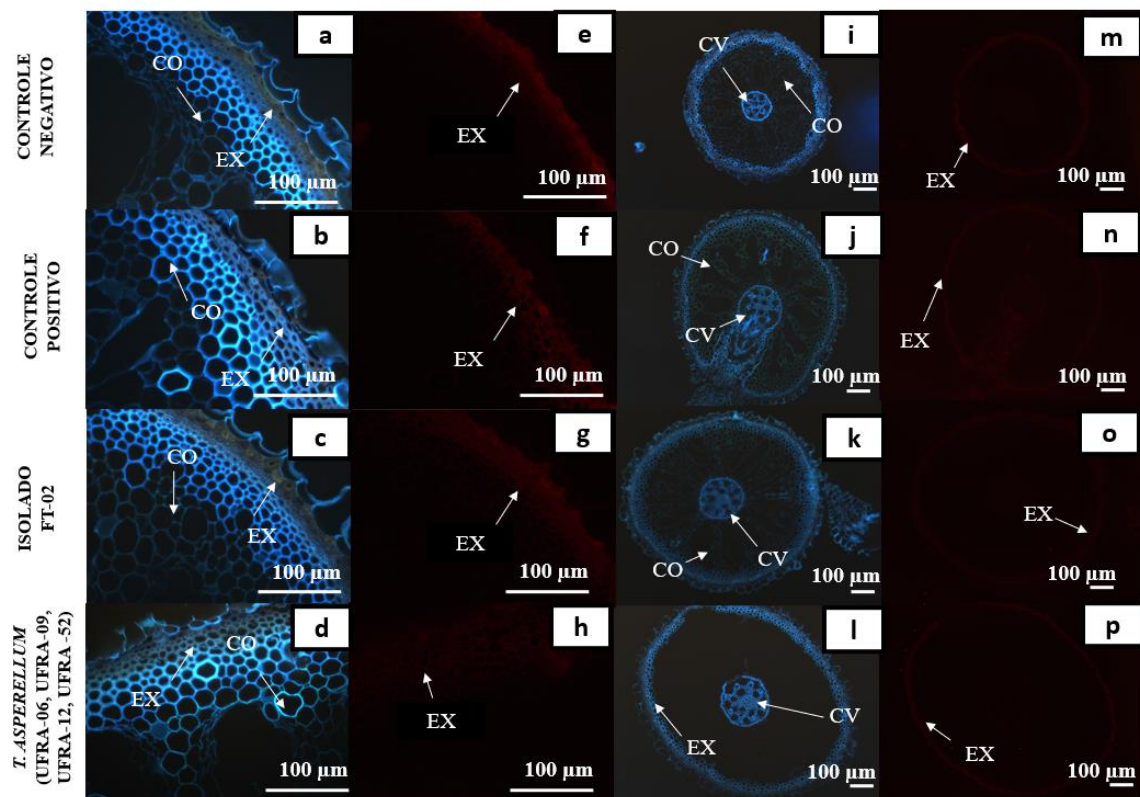 CONTROLE
NEGATIVO
a
CO
EX
100 µm
e
EX
100 µm
i
CV
CO
100 µm
m
EX
100 µm
CONTROLE
POSITIVO
b
CO
EX
100 µm
f
EX
100 µm
j
CO
CV
100 µm
n
EX
100 µm
ISOLADO
FT-02
c
CO
EX
100 µm
g
EX
100 µm
k
CO
CV
100 µm
o
EX
100 µm
T. ASPERELLUM
(UFRA-06, UFRA-09,
UFRA-12, UFRA -52)
d
CO
EX
100 µm
h
EX
100 µm
l
CV
EX
100 µm
p
EX
100 µm